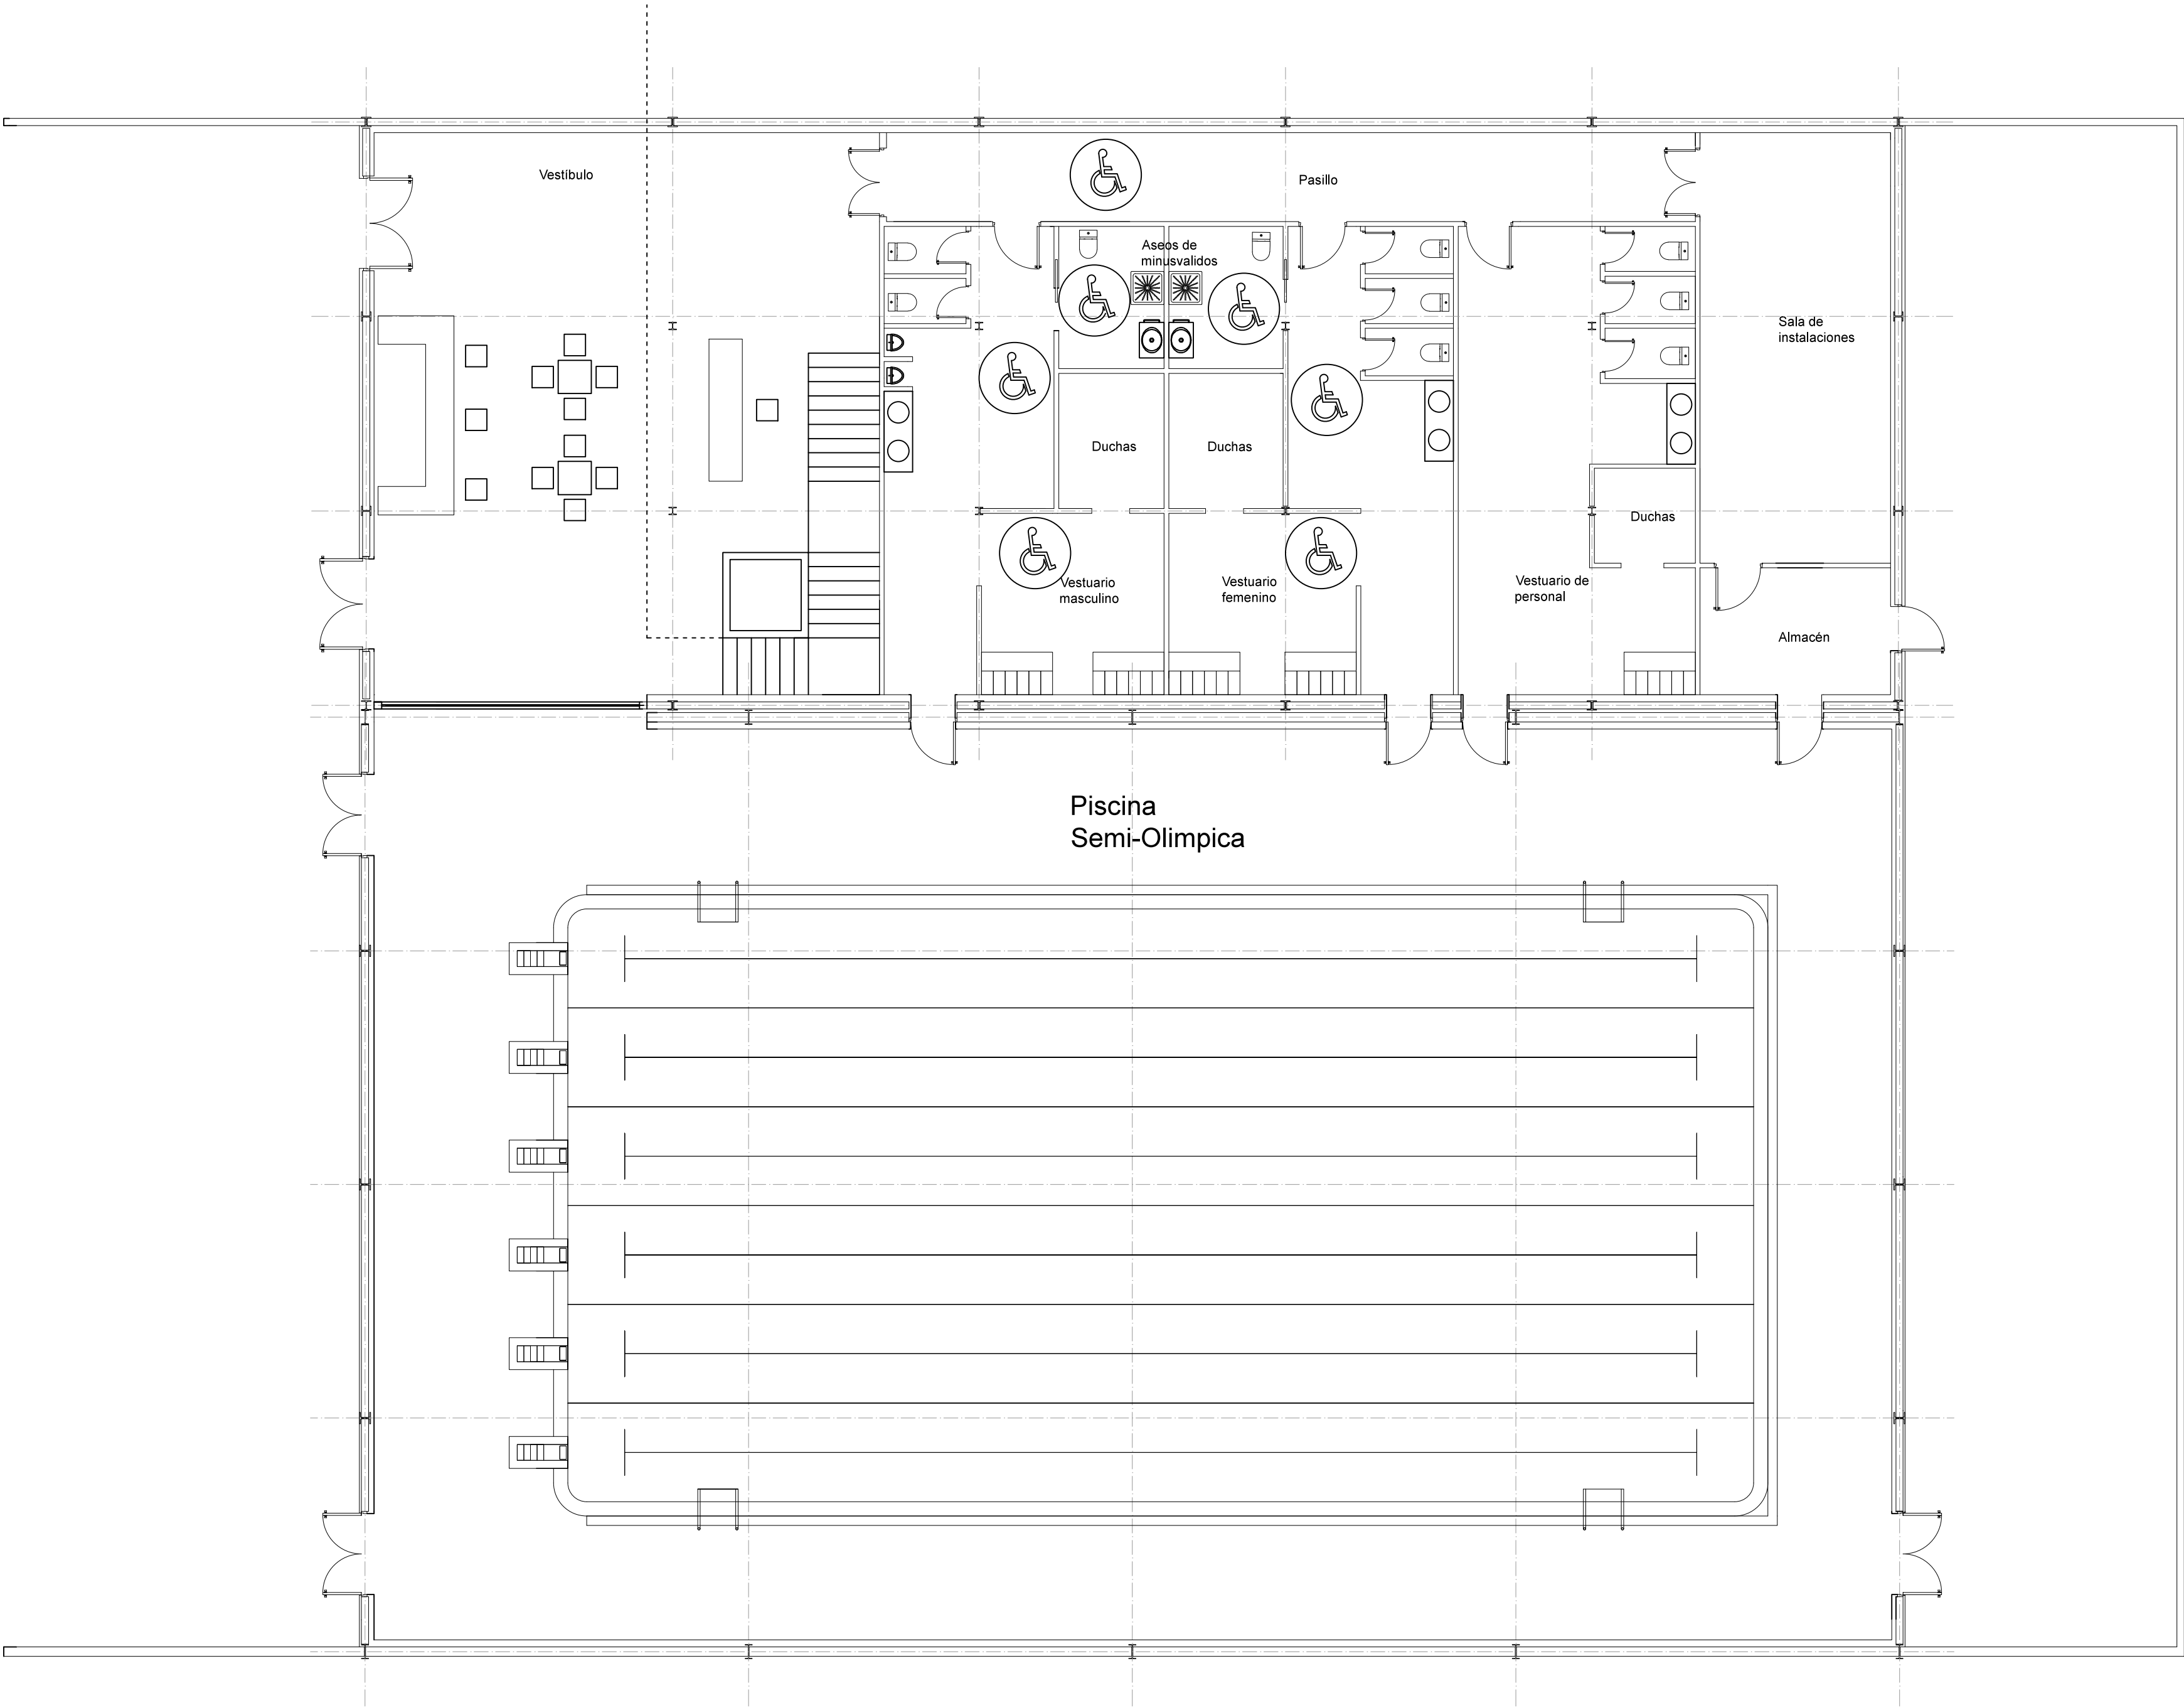 Vestíbulo
Pasillo
Aseos de
minusvalidos
Sala de
instalaciones
Duchas
Duchas
Duchas
Vestuario
masculino
Vestuario
femenino
Vestuario de
personal
Almacén
Piscina
Semi-Olimpica